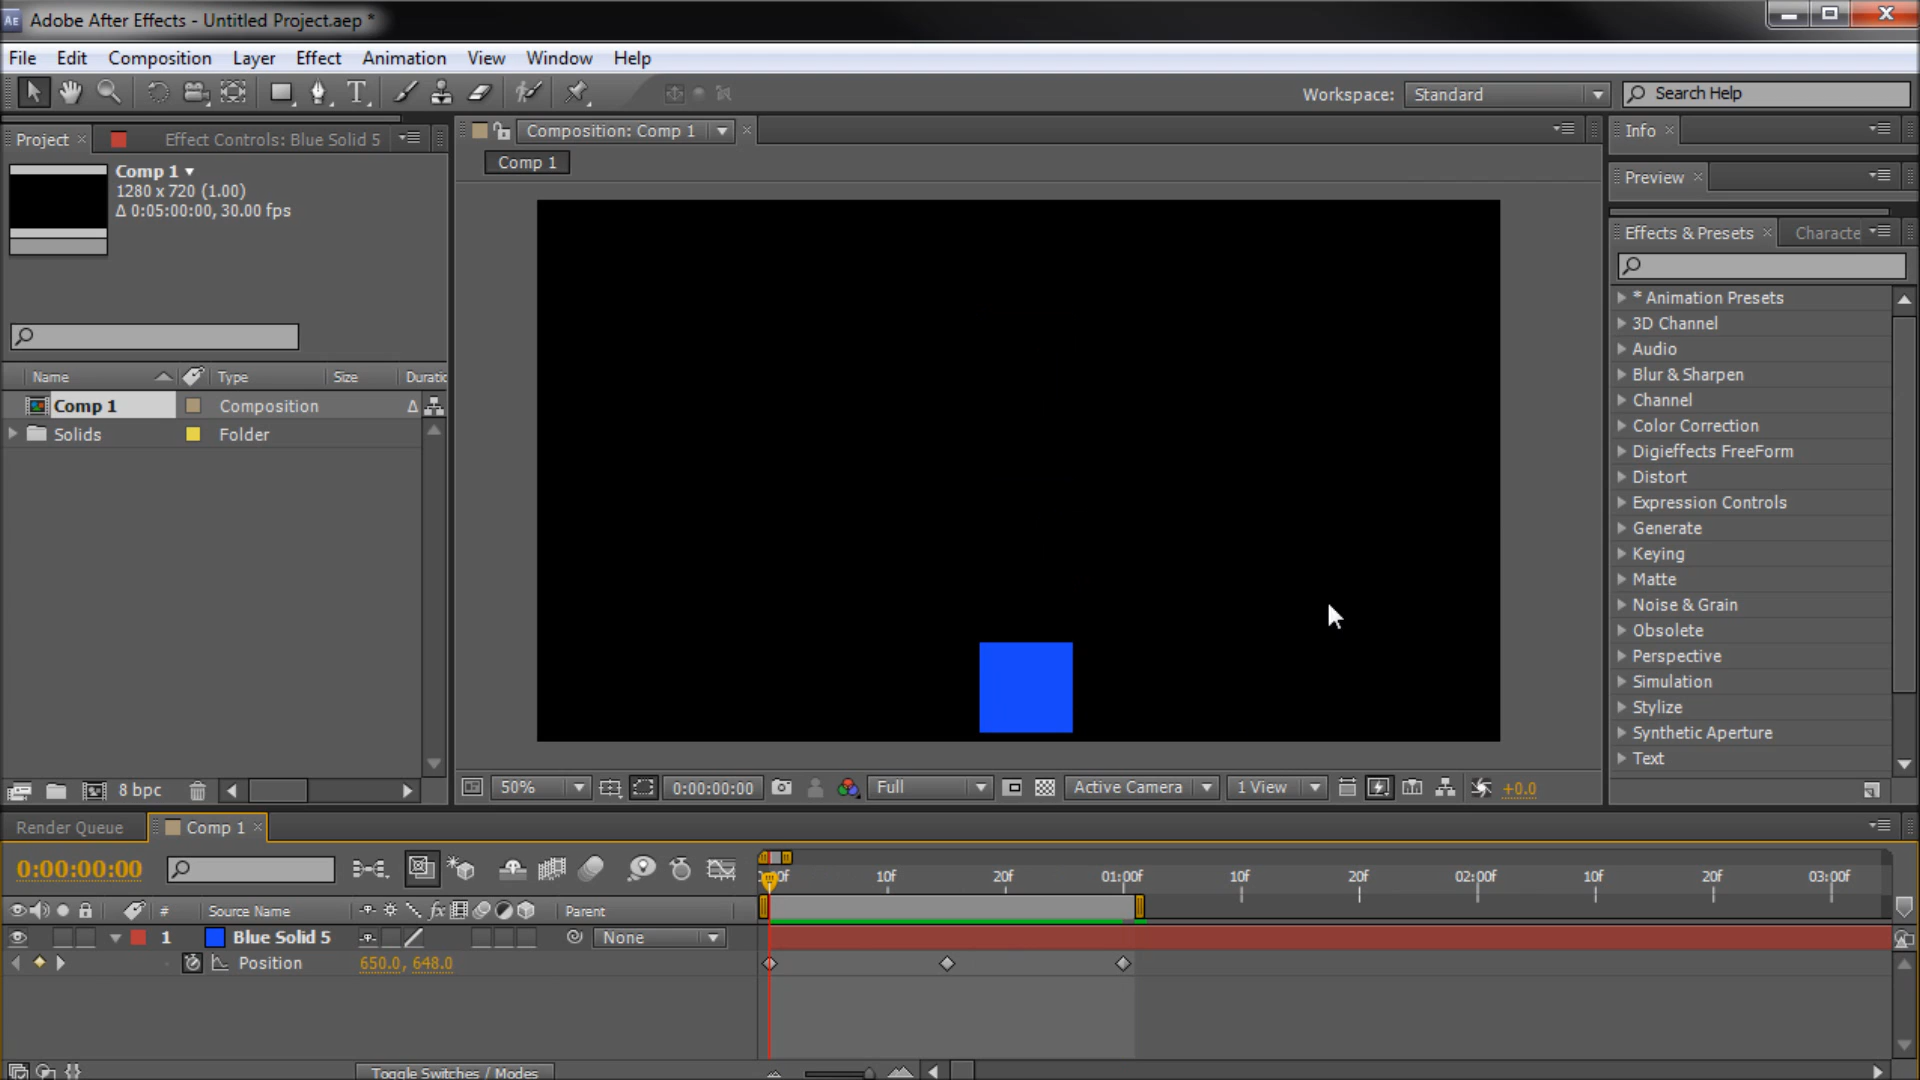 Adobe After Effects - Untitled Project.aep *
File Edit Composition Layer Effect Animation View Window Help
Workspace: Standard Search Help
Project Effect Controls: Blue Solid 5
Comp 1
1280 x 720 (1.00)
Δ 0:05:00:00, 30.00 fps
Name Type Size Duratic
Comp 1 Composition Δ
Solids Folder
8 bpc
Composition: Comp 1
Comp 1
50% 0:00:00:00 Full Active Camera 1 View +0.0
Info
Preview
Effects & Presets Characte
* Animation Presets
3D Channel
Audio
Blur & Sharpen
Channel
Color Correction
Digieffects FreeForm
Distort
Expression Controls
Generate
Keying
Matte
Noise & Grain
Obsolete
Perspective
Simulation
Stylize
Synthetic Aperture
Text
Render Queue Comp 1
0:00:00:00
10f 20f 01:00f 10f 20f 02:00f 10f 20f 03:00f
# Source Name fx Parent
1 Blue Solid 5 None
Position 650.0, 648.0
Toggle Switches / Modes